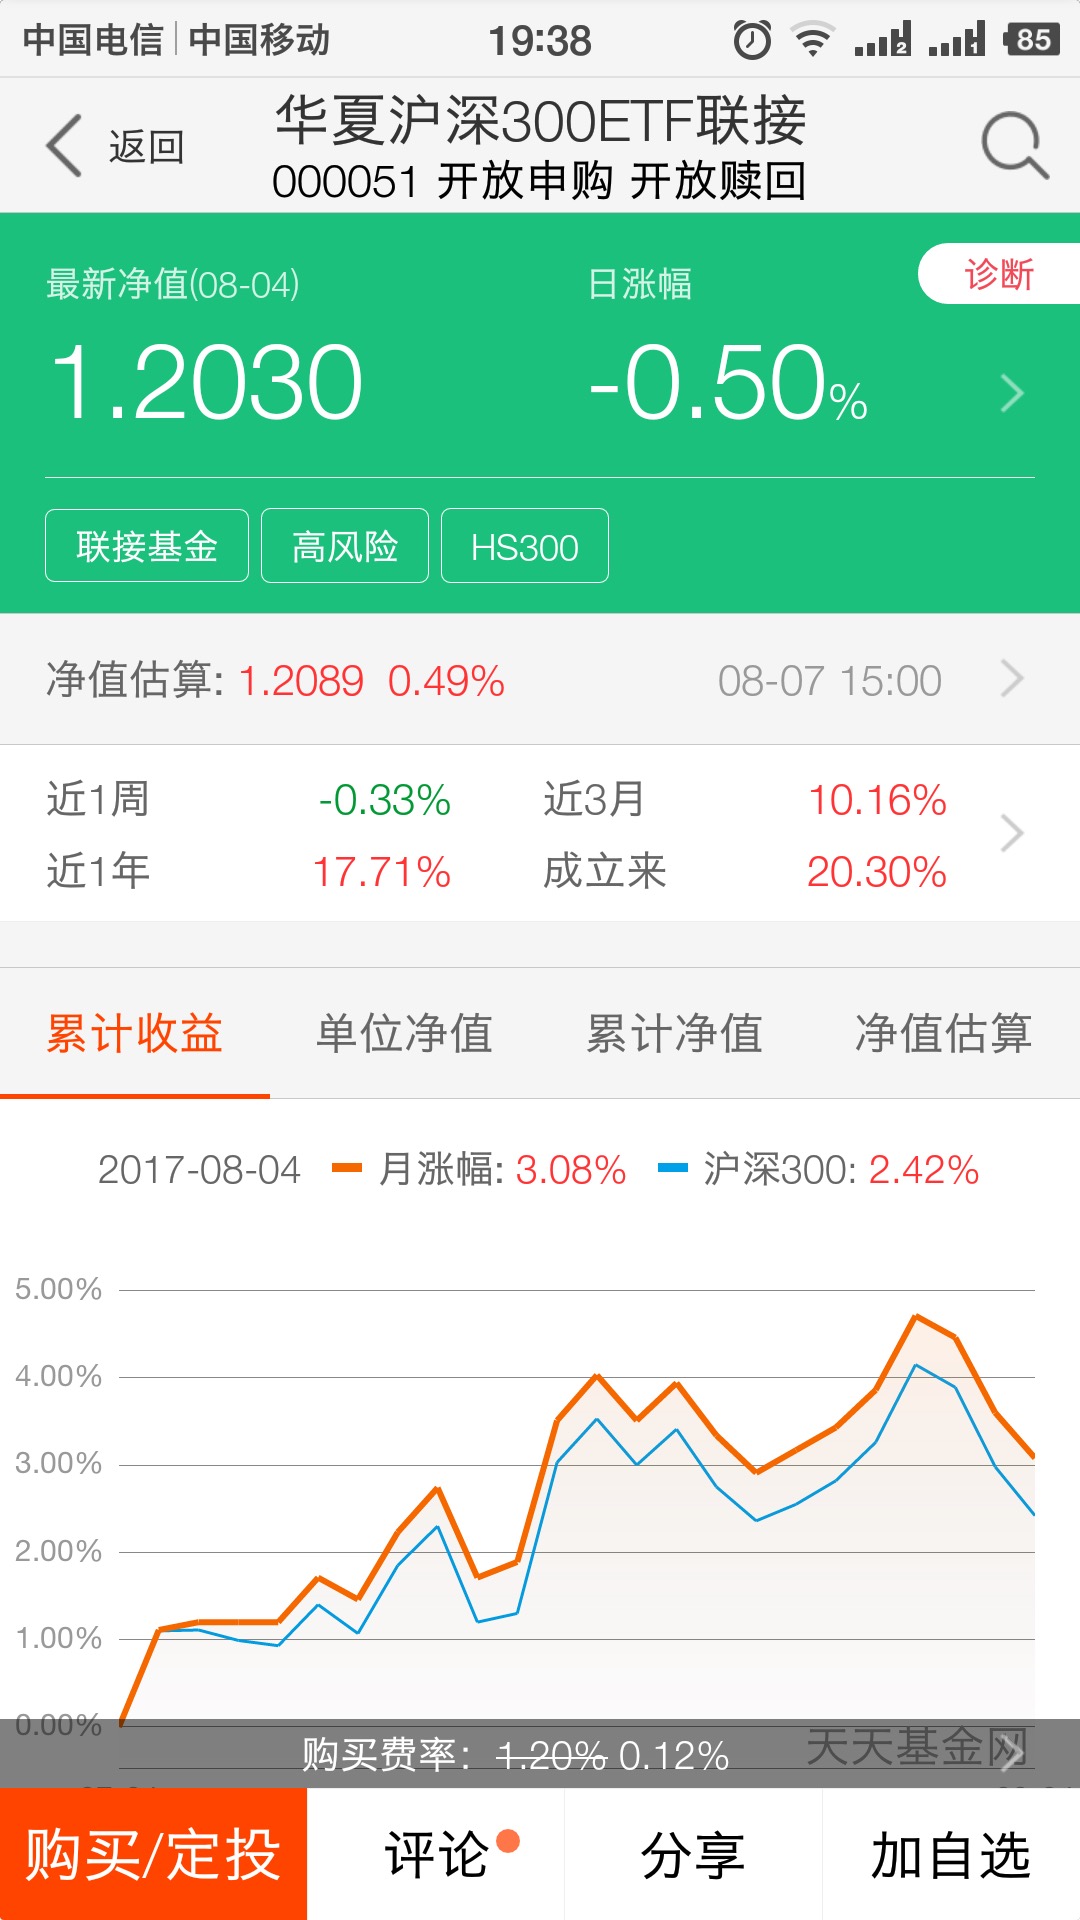 中国电信 中国移动 19:38 2 1 85
返回 华夏沪深300ETF联接
000051 开放申购 开放赎回
诊断
最新净值(08-04) 日涨幅
1.2030 -0.50%
联接基金 高风险 HS300
净值估算: 1.2089 0.49% 08-07 15:00
近1周 -0.33% 近3月 10.16%
近1年 17.71% 成立来 20.30%
累计收益 单位净值 累计净值 净值估算
2017-08-04 月涨幅: 3.08% 沪深300: 2.42%
5.00%
4.00%
3.00%
2.00%
1.00%
0.00%
天天基金网
购买费率: 1.20% 0.12%
购买/定投 评论 分享 加自选